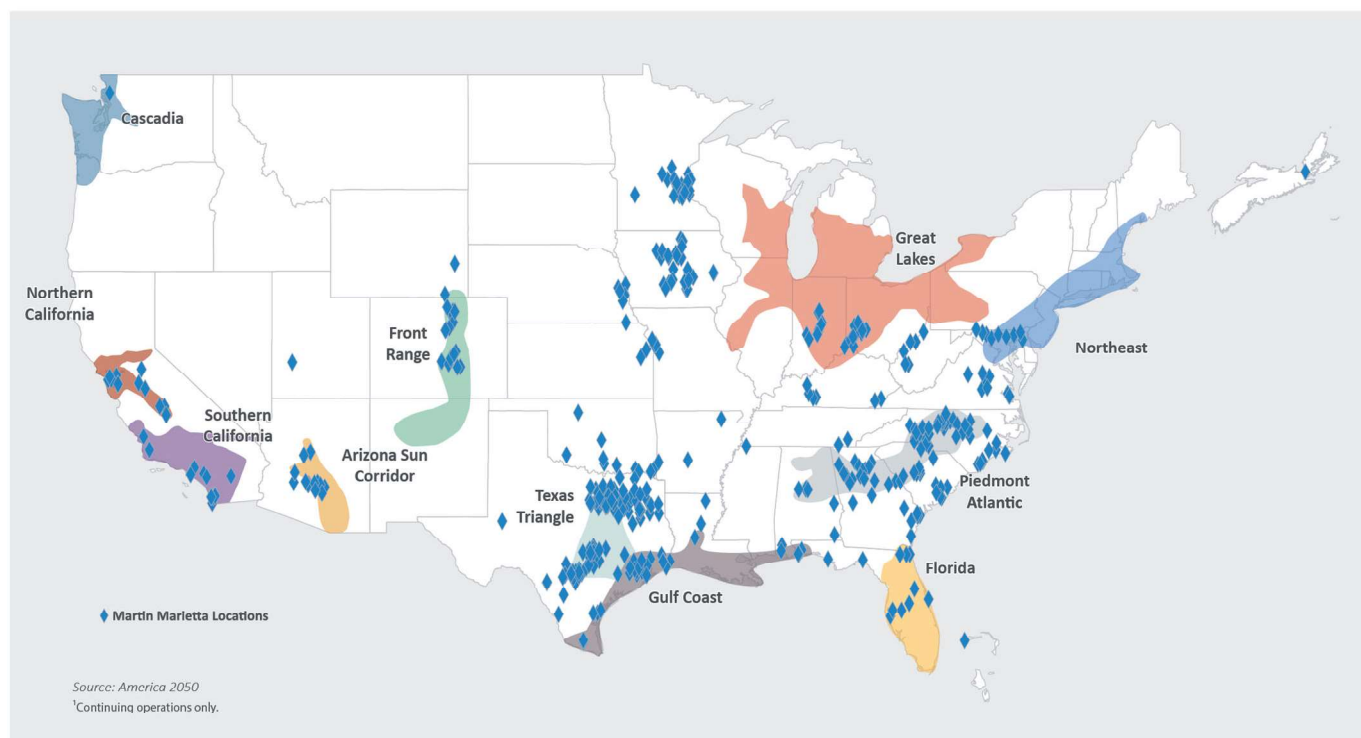 Cascadia
Great
Lakes
Northern
California
Front
Range
Northeast
Southern
California
Arizona Sun
Corridor
Texas
Triangle
Piedmont
Atlantic
Florida
Gulf Coast
Martin Marietta Locations
Source: America 2050
¹Continuing operations only.